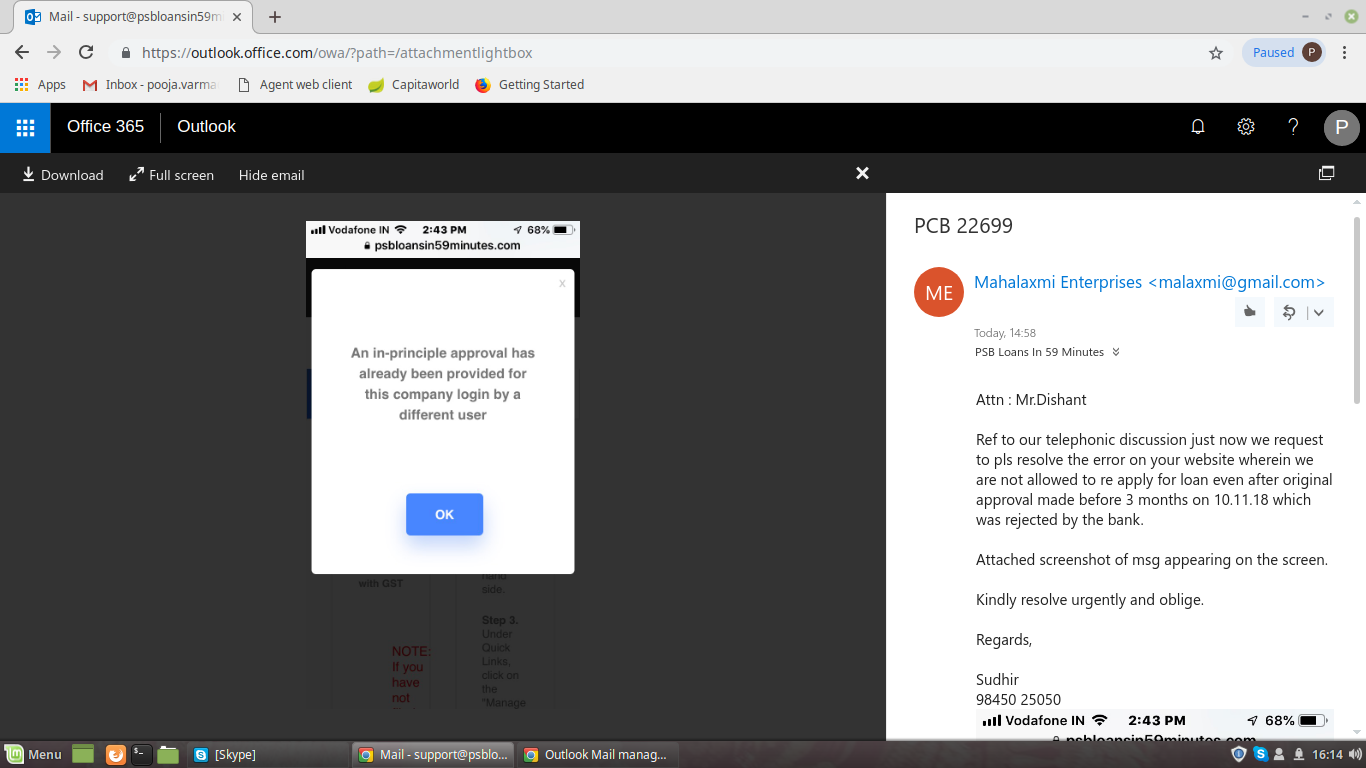 Mail - support@psbloansin59m
https://outlook.office.com/owa/?path=/attachmentlightbox
Paused P
Apps
Inbox - pooja.varma
Agent web client
Capitaworld
Getting Started
Office 365
Outlook
P
Download
Full screen
Hide email
Vodafone IN 2:43 PM 68%
psbloansin59minutes.com
x
An in-principle approval has
already been provided for
this company login by a
different user
OK
with GST
NOTE:
If you
have
not
hand
side.
Step 3.
Under
Quick
Links,
click on
the
"Manage
PCB 22699
ME
Mahalaxmi Enterprises <malaxmi@gmail.com>
Today, 14:58
PSB Loans In 59 Minutes
Attn : Mr.Dishant
Ref to our telephonic discussion just now we request
to pls resolve the error on your website wherein we
are not allowed to re apply for loan even after original
approval made before 3 months on 10.11.18 which
was rejected by the bank.
Attached screenshot of msg appearing on the screen.
Kindly resolve urgently and oblige.
Regards,
Sudhir
98450 25050
Vodafone IN 2:43 PM 68%
psbloansin59minutes.com
Menu
[Skype]
Mail - support@psblo...
Outlook Mail manag...
16:14